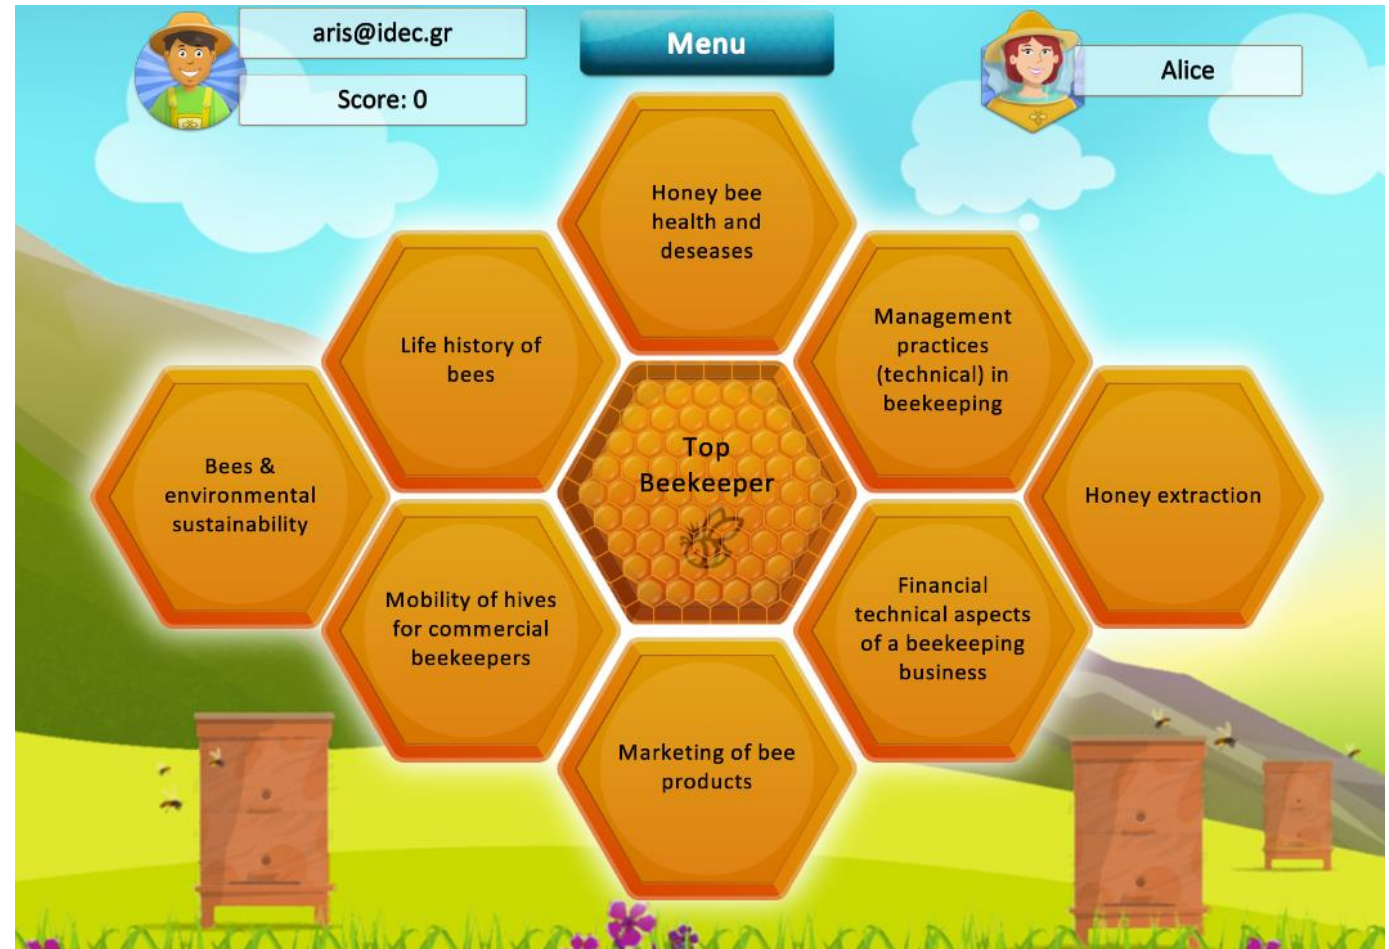 aris@idec.gr
Score: 0
Menu
Alice
Honey bee
health and
deseases
Life history of
bees
Management
practices
(technical) in
beekeeping
Bees &
environmental
sustainability
Top
Beekeeper
Honey extraction
Mobility of hives
for commercial
beekeepers
Financial
technical aspects
of a beekeeping
business
Marketing of bee
products